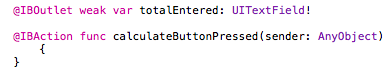 @IBOutlet weak var totalEntered: UITextField!
@IBAction func calculateButtonPressed(sender: AnyObject)
{
}